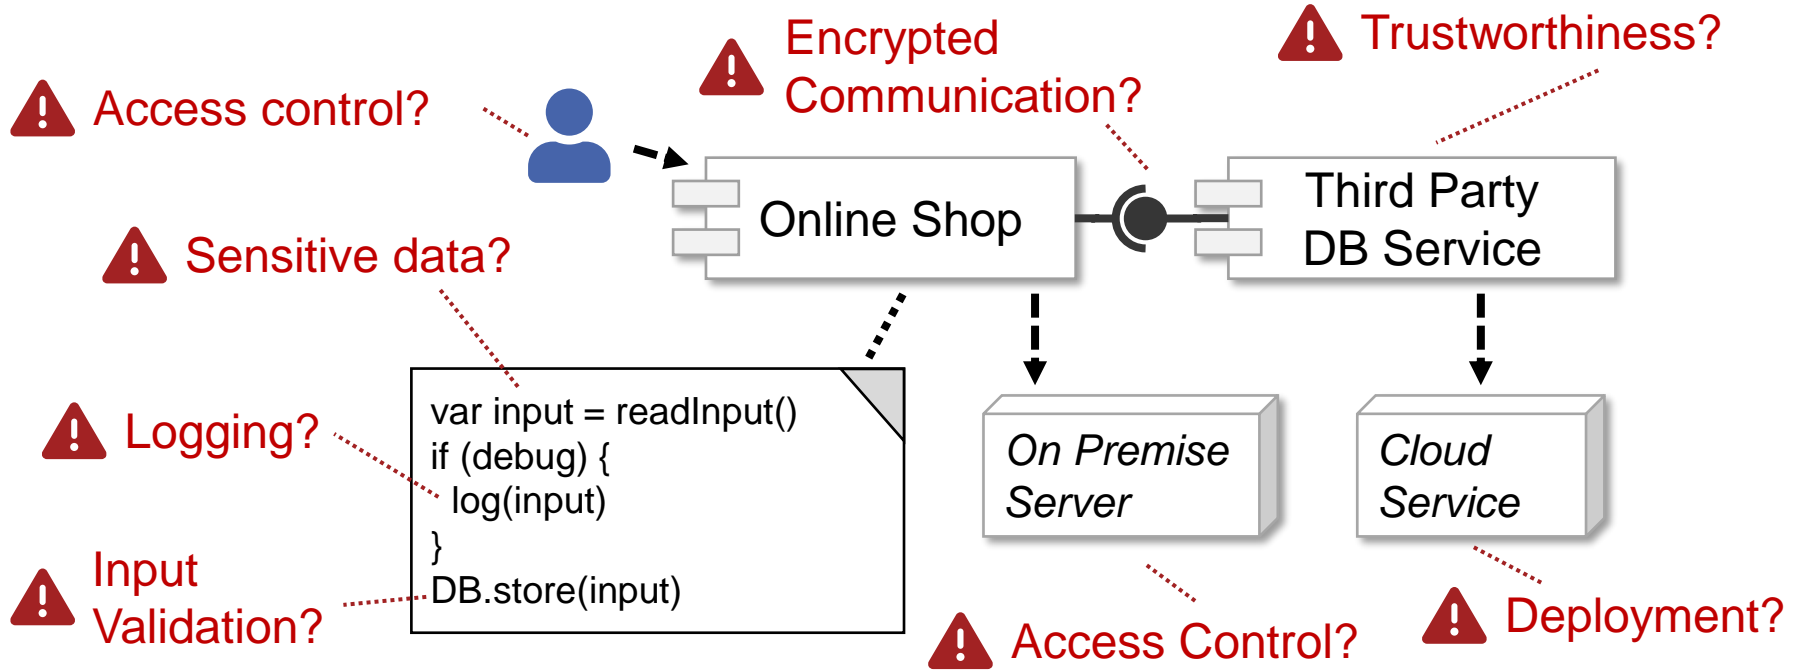 Encrypted
Communication?
Trustworthiness?
Access control?
Online Shop
Third Party
DB Service
Sensitive data?
var input = readInput()
if (debug) {
log(input)
}
DB.store(input)
Logging?
Input
Validation?
On Premise
Server
Cloud
Service
Access Control?
Deployment?